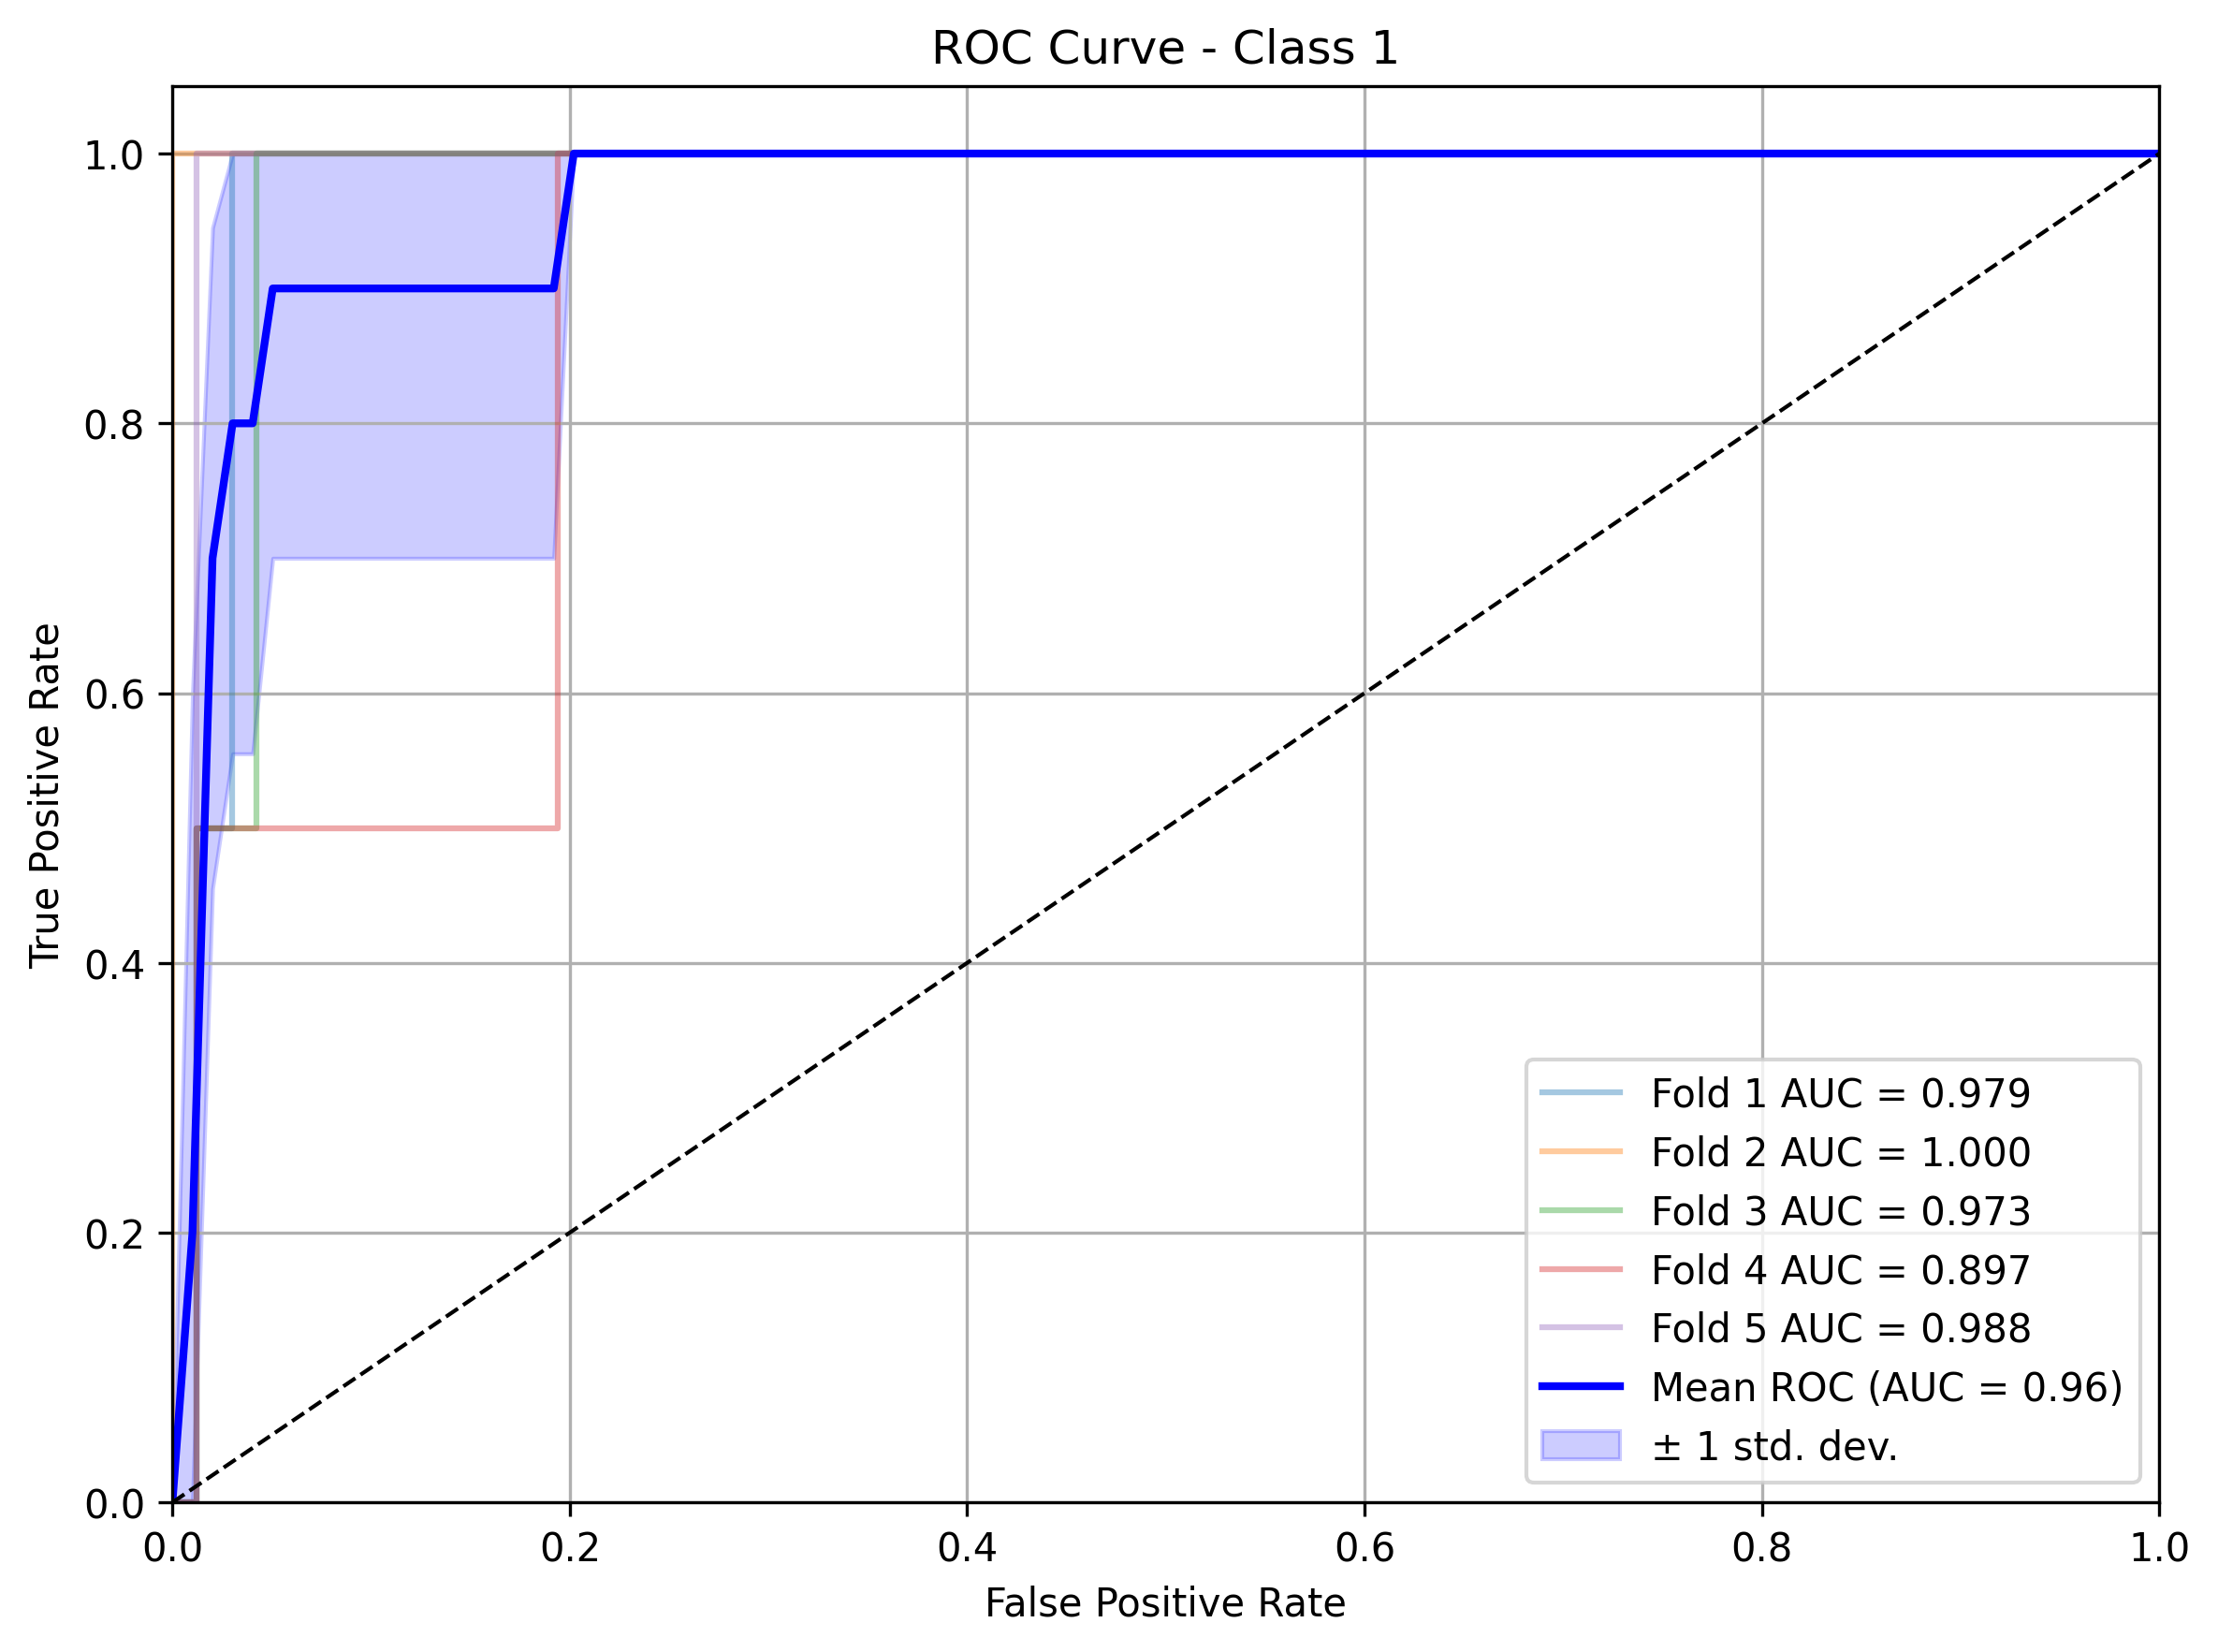 ROC Curve - Class 1
True Positive Rate
1.0
0.8
0.6
0.4
0.2
0.0
0.0 0.2 0.4 0.6 0.8 1.0
False Positive Rate
Fold 1 AUC = 0.979
Fold 2 AUC = 1.000
Fold 3 AUC = 0.973
Fold 4 AUC = 0.897
Fold 5 AUC = 0.988
Mean ROC (AUC = 0.96)
± 1 std. dev.